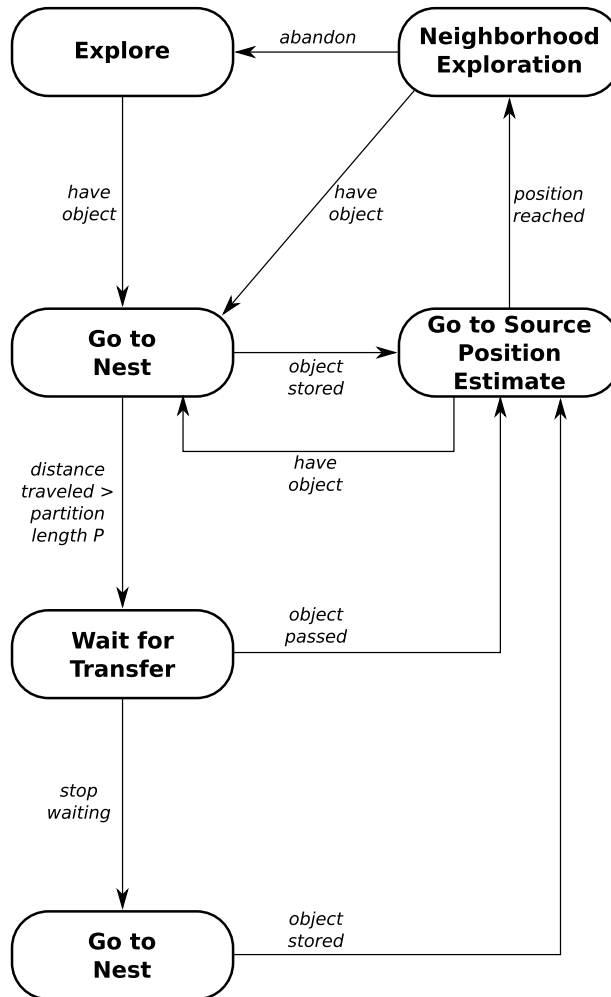 Explore
abandon
Neighborhood
Exploration
have
object
have
object
position
reached
Go to
Nest
object
stored
Go to Source
Position
Estimate
have
object
distance
traveled >
partition
length P
Wait for
Transfer
object
passed
stop
waiting
Go to
Nest
object
stored